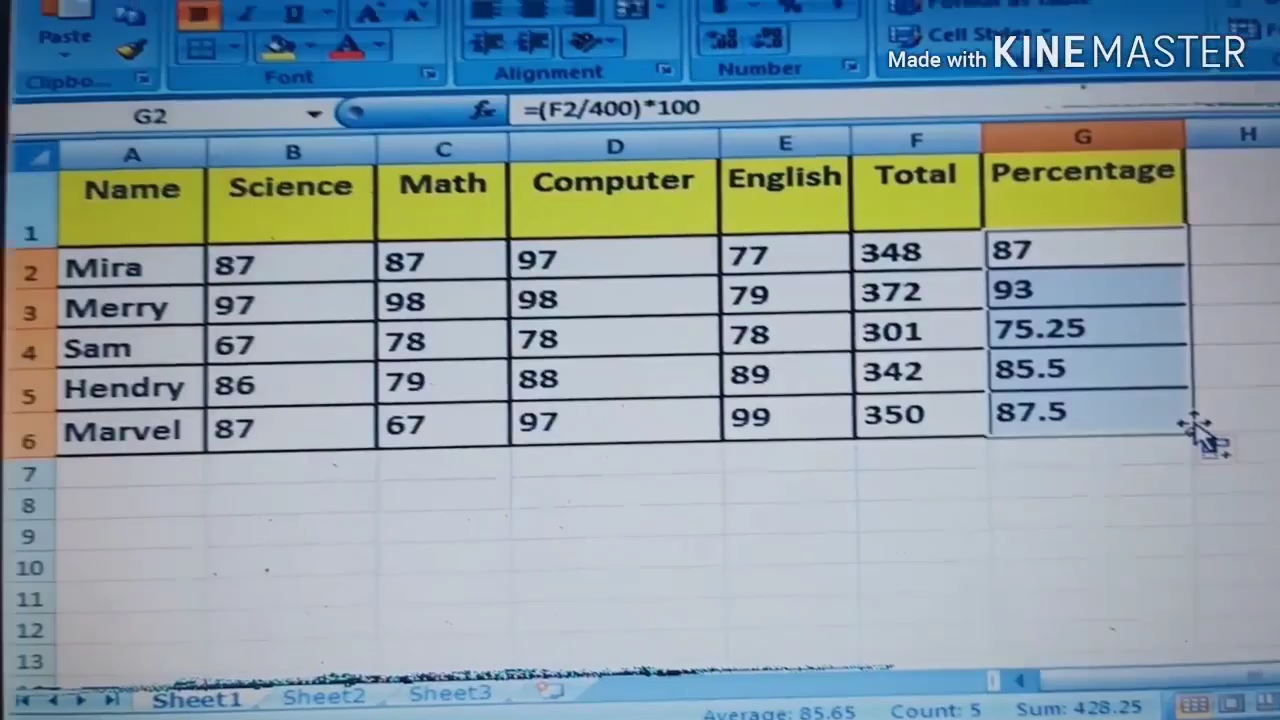 Paste
Clipbo...
Font
Alignment
Number
Cell Styles
Made with KINEMASTER
G2
fx
=(F2/400)*100
A B C D E F G H
1 Name Science Math Computer English Total Percentage
2 Mira 87 87 97 77 348 87
3 Merry 97 98 98 79 372 93
4 Sam 67 78 78 78 301 75.25
5 Hendry 86 79 88 89 342 85.5
6 Marvel 87 67 97 99 350 87.5
7
8
9
10
11
12
13
Sheet1 Sheet2 Sheet3
Average: 85.65 Count: 5 Sum: 428.25